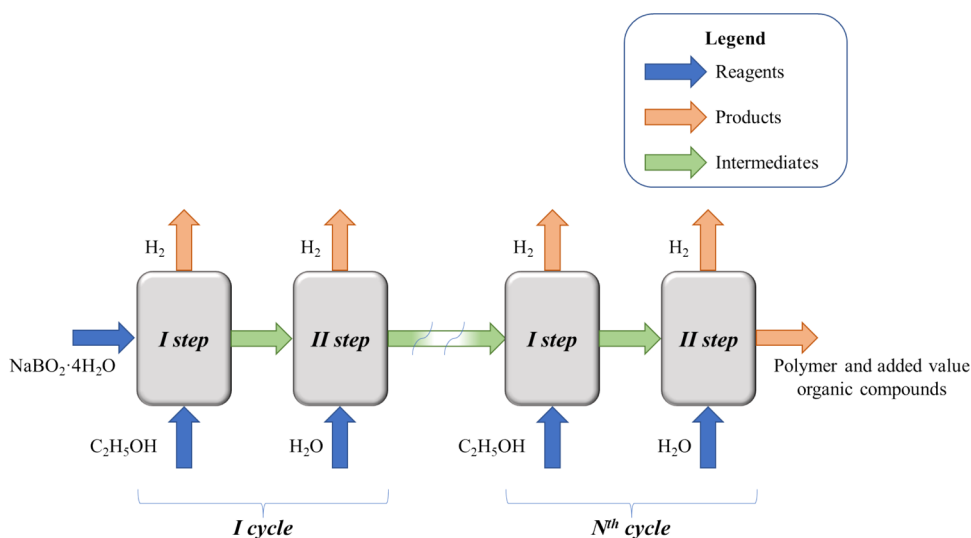 Legend
Reagents
Products
Intermediates
H₂
H₂
H₂
H₂
I step
II step
I step
II step
NaBO₂·4H₂O
Polymer and added value
organic compounds
C₂H₅OH
H₂O
C₂H₅OH
H₂O
I cycle
Nᵗʰ cycle